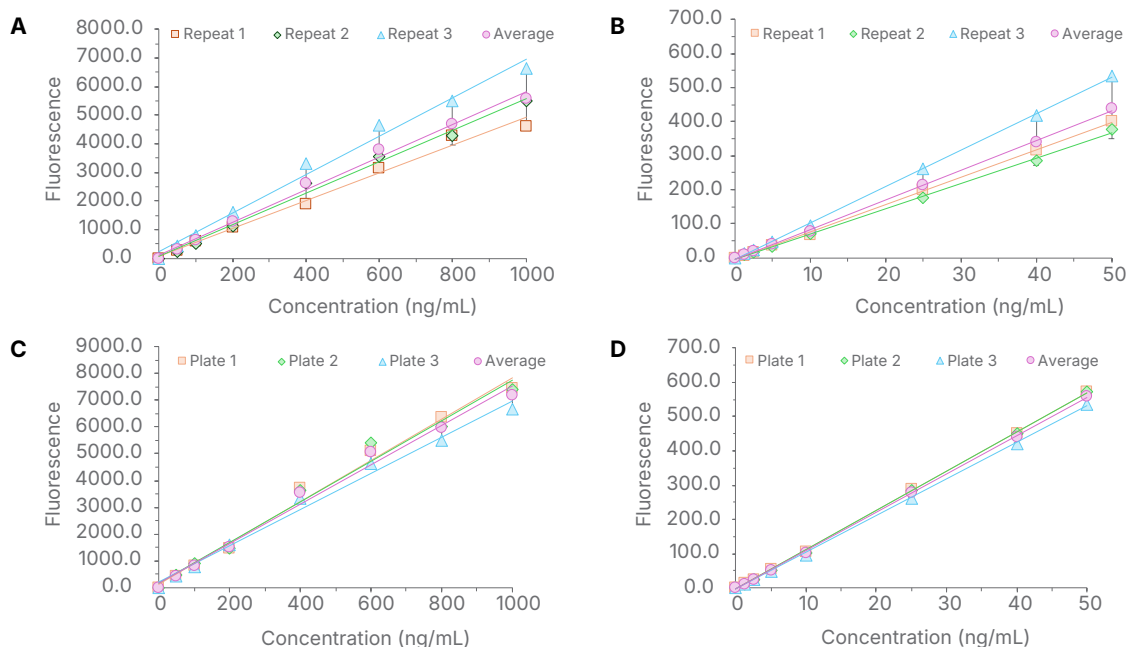 A
Repeat 1 Repeat 2 Repeat 3 Average
8000.0
7000.0
6000.0
5000.0
4000.0
3000.0
2000.0
1000.0
0.0
Fluorescence
0 200 400 600 800 1000
Concentration (ng/mL)
B
Repeat 1 Repeat 2 Repeat 3 Average
700.0
600.0
500.0
400.0
300.0
200.0
100.0
0.0
Fluorescence
0 10 20 30 40 50
Concentration (ng/mL)
C
Plate 1 Plate 2 Plate 3 Average
9000.0
8000.0
7000.0
6000.0
5000.0
4000.0
3000.0
2000.0
1000.0
0.0
Fluorescence
0 200 400 600 800 1000
Concentration (ng/mL)
D
Plate 1 Plate 2 Plate 3 Average
700.0
600.0
500.0
400.0
300.0
200.0
100.0
0.0
Fluorescence
0 10 20 30 40 50
Concentration (ng/mL)